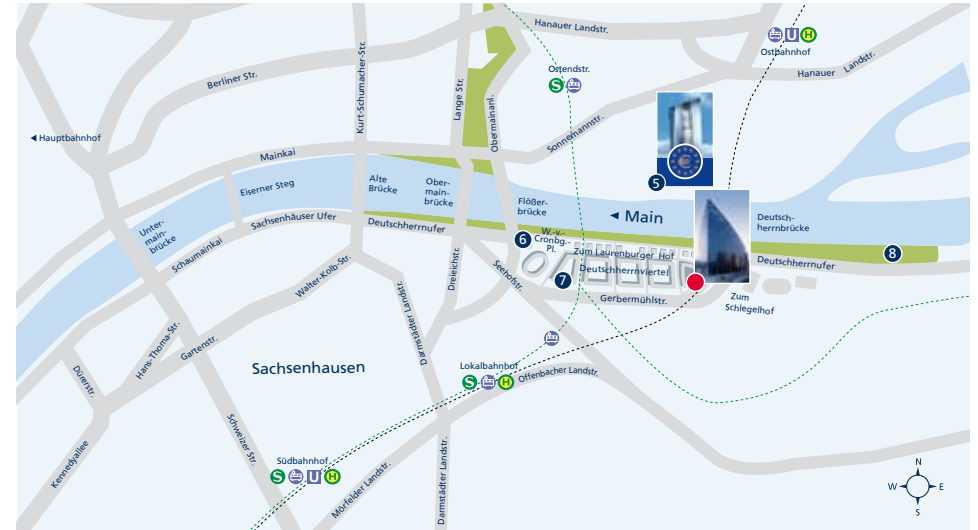 Hanauer Landstr.
U H
Ostbahnhof
Hanauer Landstr.
Ostendstr.
S
Berliner Str.
Kurt-Schumacher-Str.
Lange Str.
Obermainanl.
Sonnemannstr.
Hauptbahnhof
Mainkai
Eiserner Steg
Alte
Brücke
Ober-
main-
brücke
Flößer-
brücke
5
Main
Deutsch-
herrnbrücke
Unter-
main-
brücke
Sachsenhäuser Ufer
Schaumainkai
Deutschherrnufer
6
W.-v.-
Cronbg.-
Pl.
Zum Laurenburger Hof
Deutschherrnviertel
7
Deutschherrnufer
8
Gerbermühlstr.
Zum
Schlegelhof
Walter-Kolb-Str.
Dreieichstr.
Seehofstr.
Darmstädter Landstr.
Hans-Thoma-Str.
Gartenstr.
Dürerstr.
Sachsenhausen
Lokalbahnhof
S H
Offenbacher Landstr.
Schweizer Str.
Kennedyallee
Südbahnhof
S U H
Mörfelder Landstr.
Darmstädter Landstr.
N
W E
S